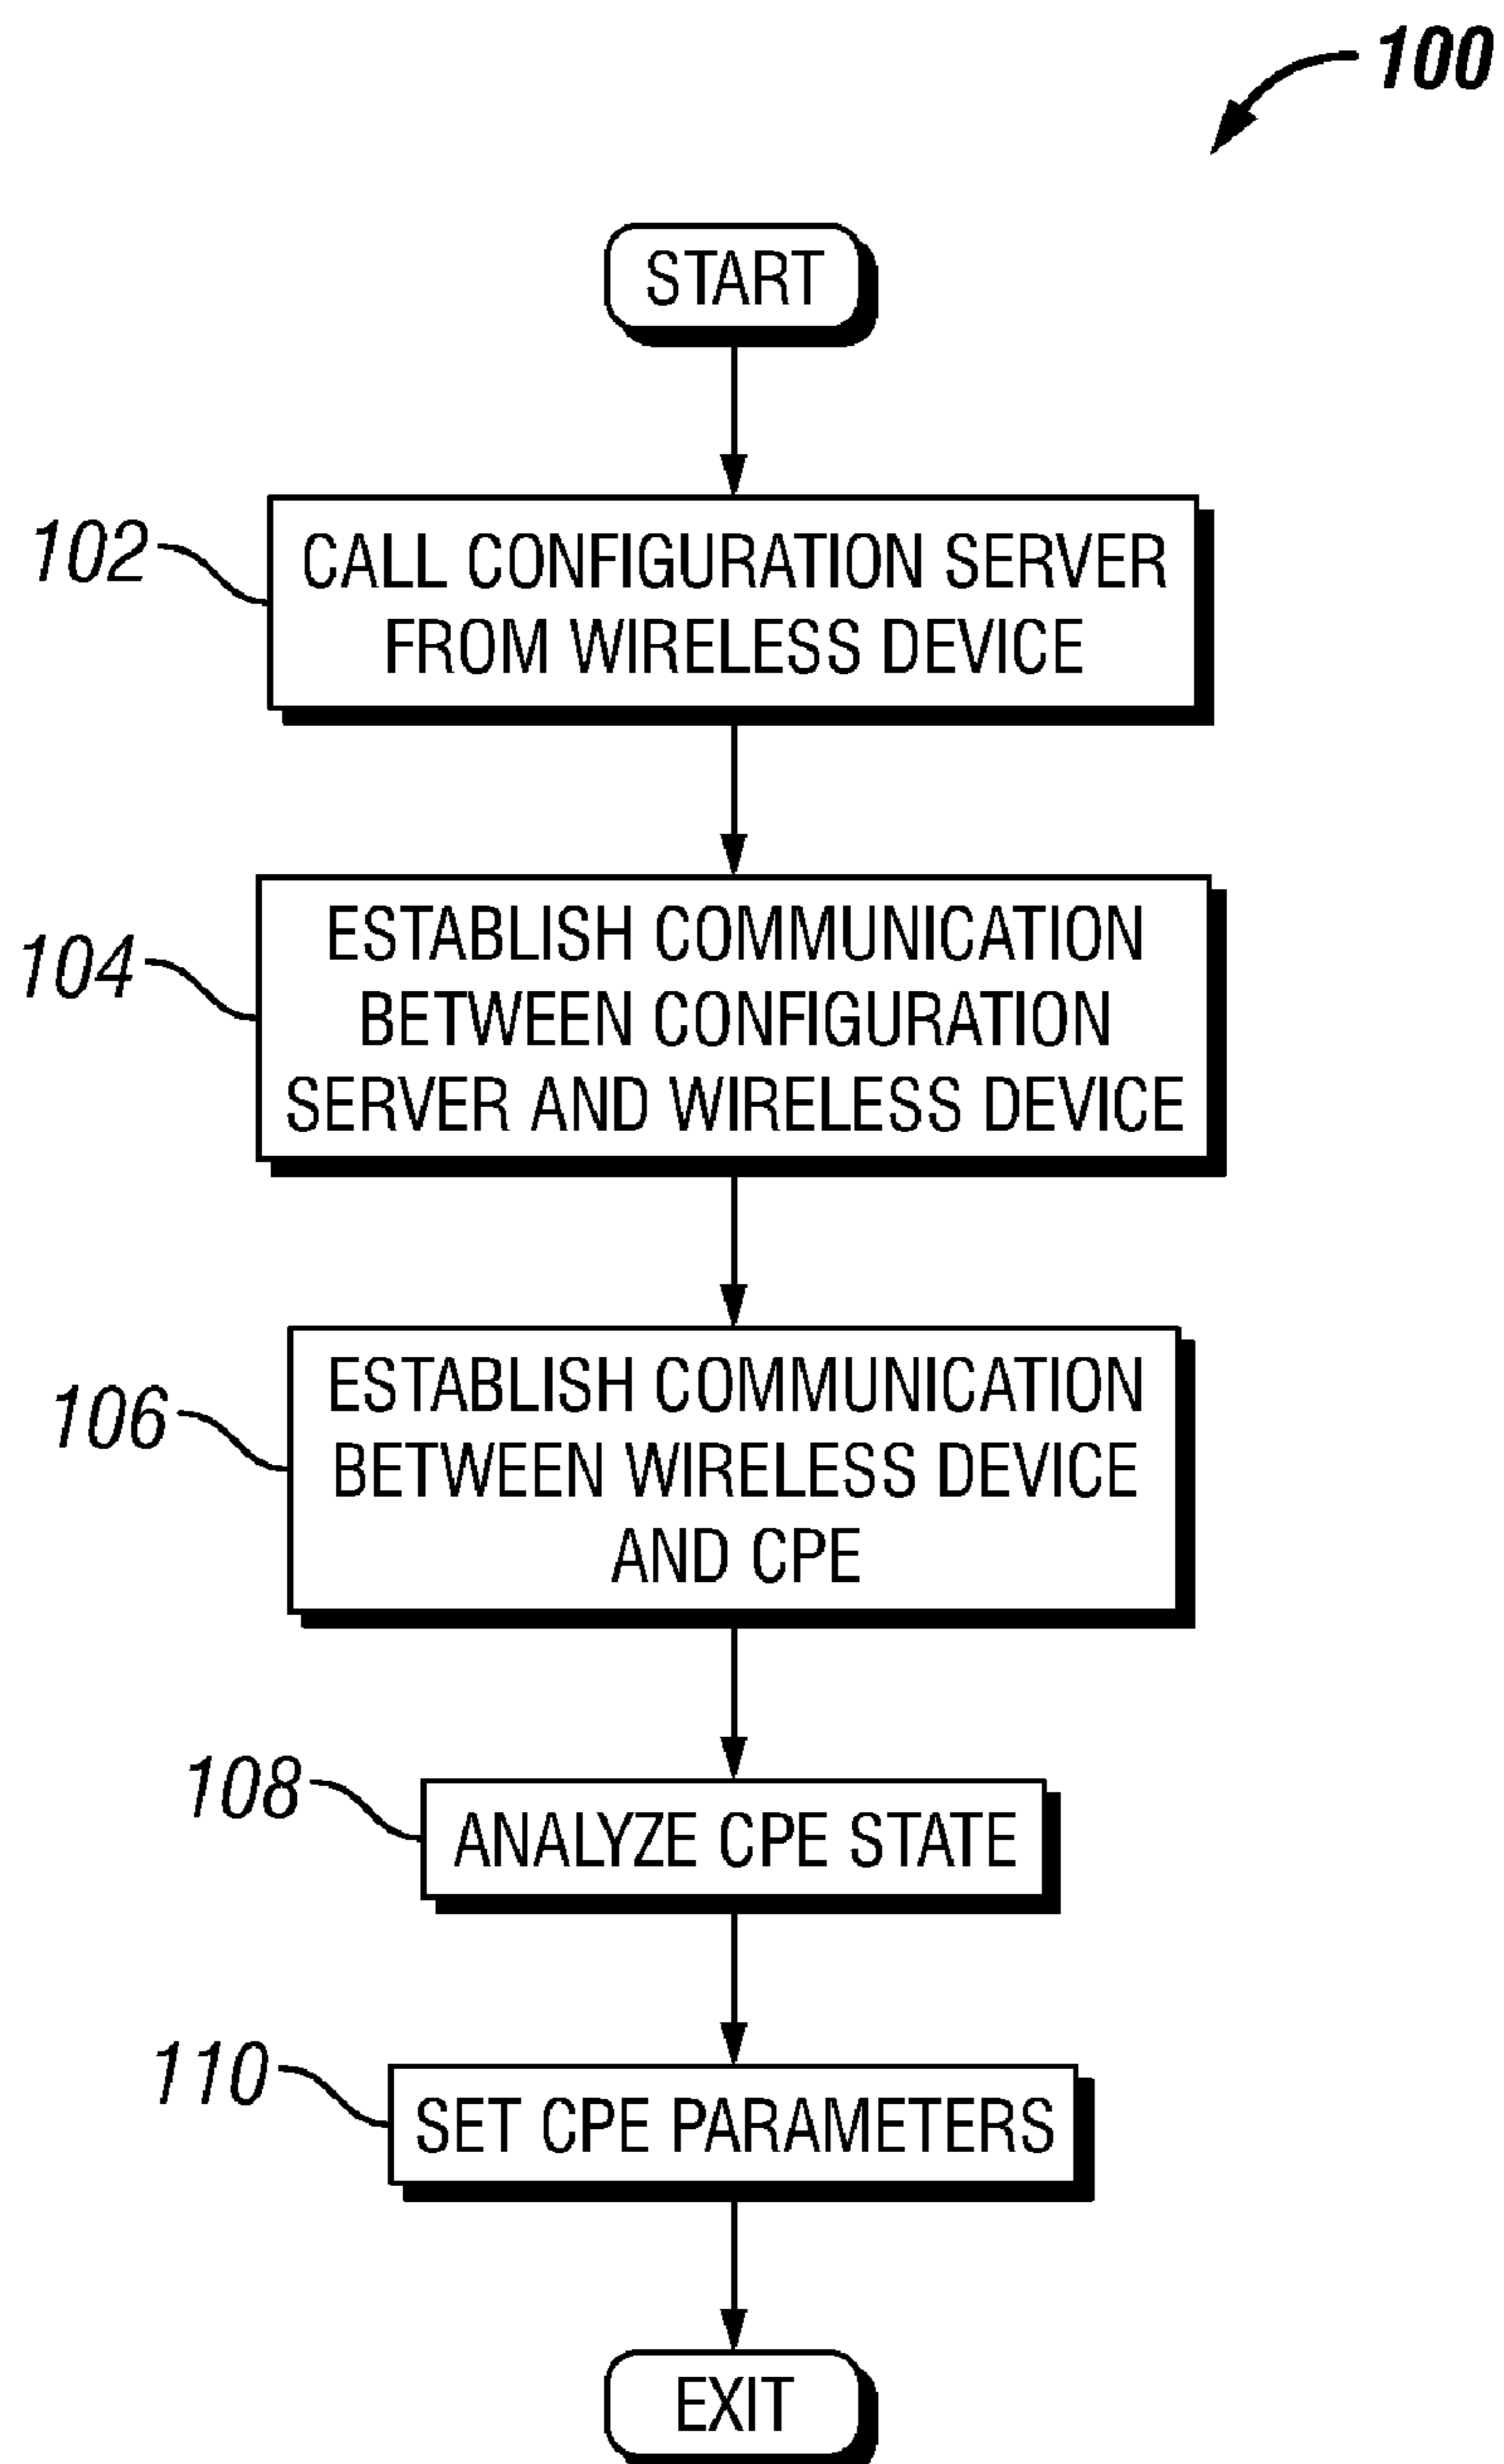 100
START
102
CALL CONFIGURATION SERVER
FROM WIRELESS DEVICE
104
ESTABLISH COMMUNICATION
BETWEEN CONFIGURATION
SERVER AND WIRELESS DEVICE
106
ESTABLISH COMMUNICATION
BETWEEN WIRELESS DEVICE
AND CPE
108
ANALYZE CPE STATE
110
SET CPE PARAMETERS
EXIT